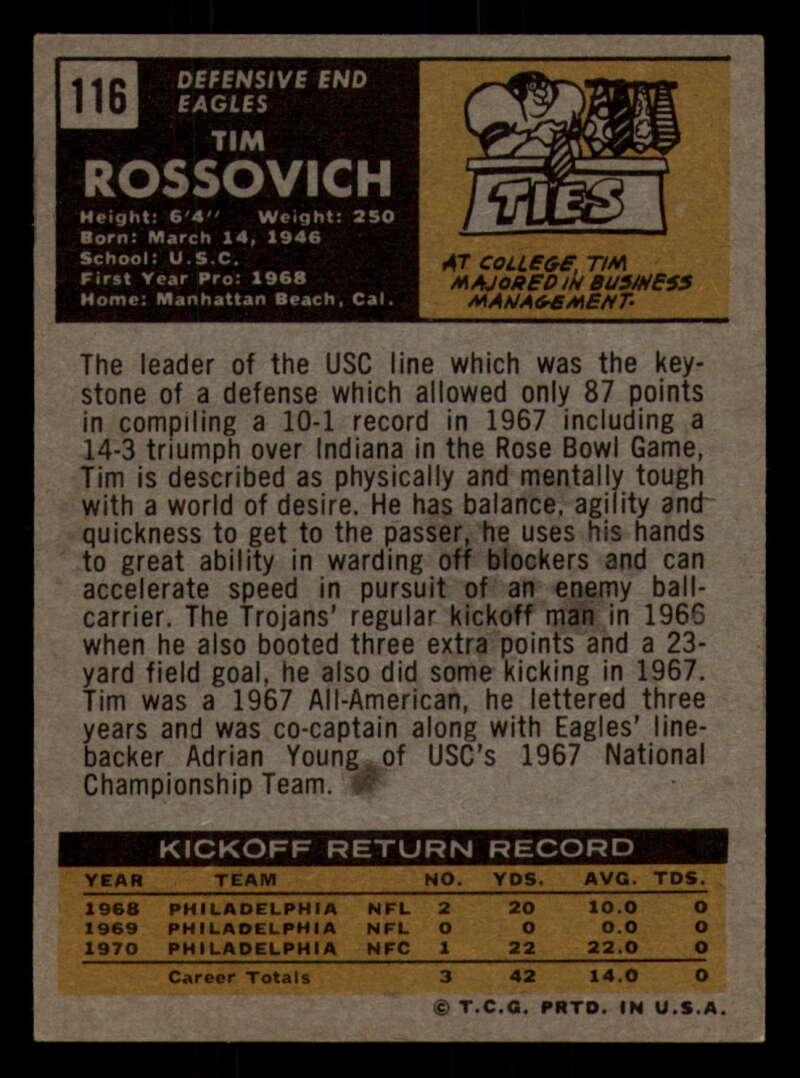 116
DEFENSIVE END
EAGLES
TIM
ROSSOVICH
Height: 6'4" Weight: 250
Born: March 14, 1946
School: U.S.C.
First Year Pro: 1968
Home: Manhattan Beach, Cal.
TIES
AT COLLEGE, TIM
MAJORED IN BUSINESS
MANAGEMENT.
The leader of the USC line which was the key-
stone of a defense which allowed only 87 points
in compiling a 10-1 record in 1967 including a
14-3 triumph over Indiana in the Rose Bowl Game,
Tim is described as physically and mentally tough
with a world of desire. He has balance, agility and
quickness to get to the passer, he uses his hands
to great ability in warding off blockers and can
accelerate speed in pursuit of an enemy ball-
carrier. The Trojans' regular kickoff man in 1966
when he also booted three extra points and a 23-
yard field goal, he also did some kicking in 1967.
Tim was a 1967 All-American, he lettered three
years and was co-captain along with Eagles' line-
backer Adrian Young of USC's 1967 National
Championship Team.
KICKOFF RETURN RECORD
YEAR TEAM NO. YDS. AVG. TDS.
1968 PHILADELPHIA NFL 2 20 10.0 0
1969 PHILADELPHIA NFL 0 0 0.0 0
1970 PHILADELPHIA NFC 1 22 22.0 0
Career Totals 3 42 14.0 0
© T.C.G. PRTD. IN U.S.A.